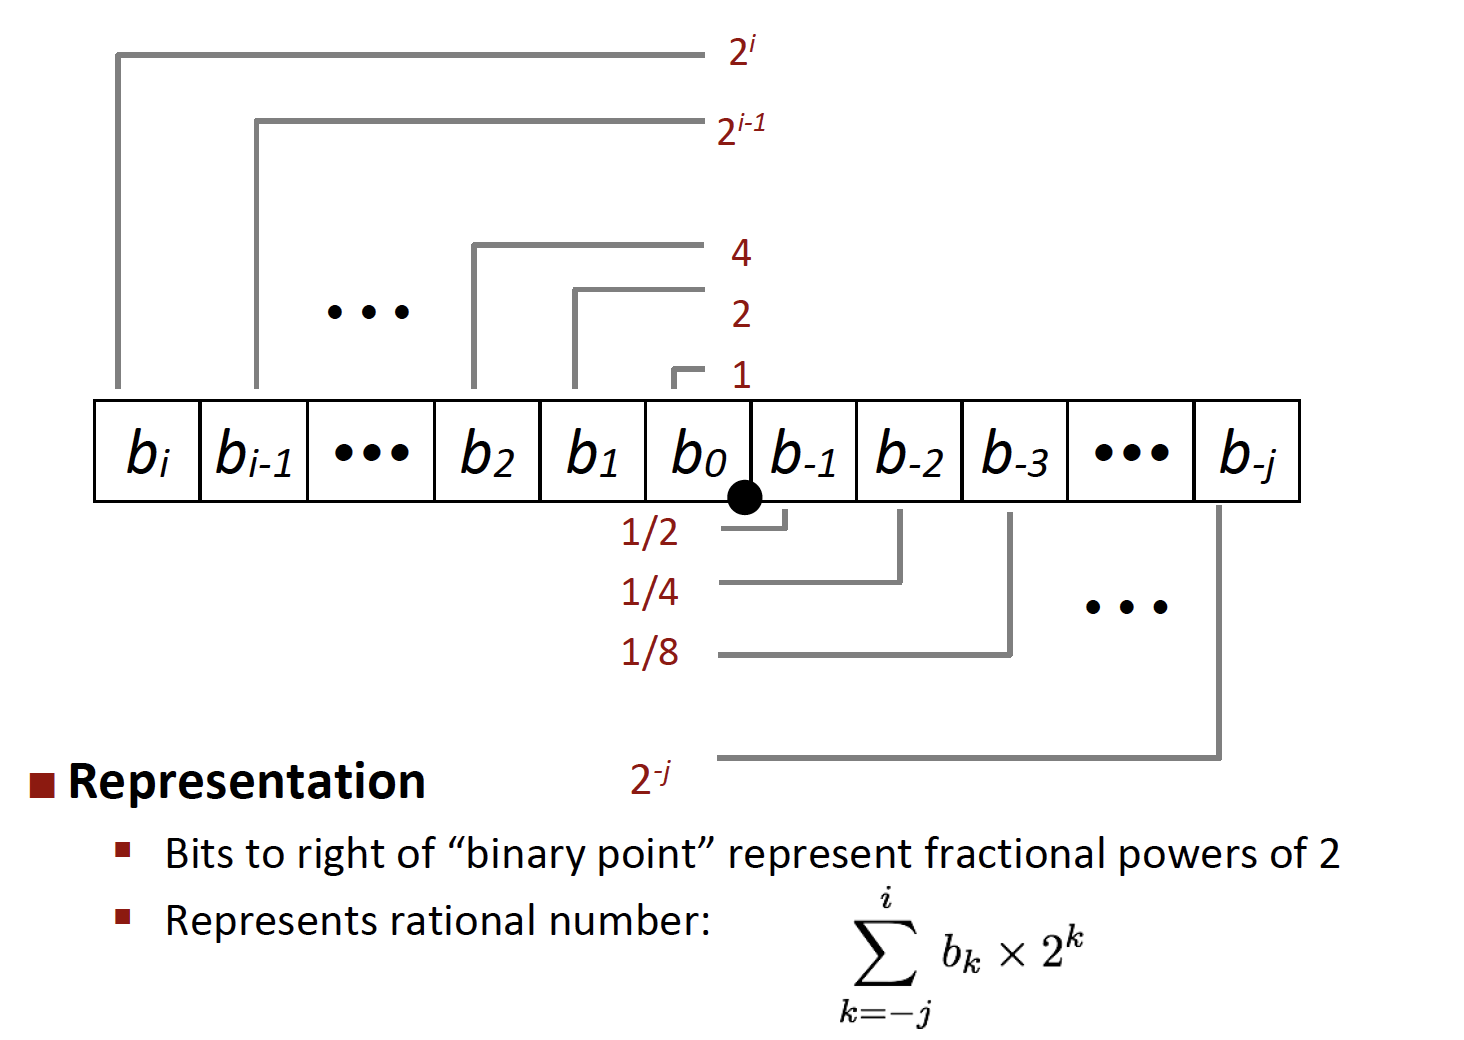 2^i
2^{i-1}
4
• • •
2
1
b_i b_{i-1} ••• b_2 b_1 b_0 b_{-1} b_{-2} b_{-3} ••• b_{-j}
1/2
1/4
• • •
1/8
2^{-j}
■ Representation
▪ Bits to right of “binary point” represent fractional powers of 2
▪ Represents rational number: \sum_{k=-j}^{i} b_k × 2^k